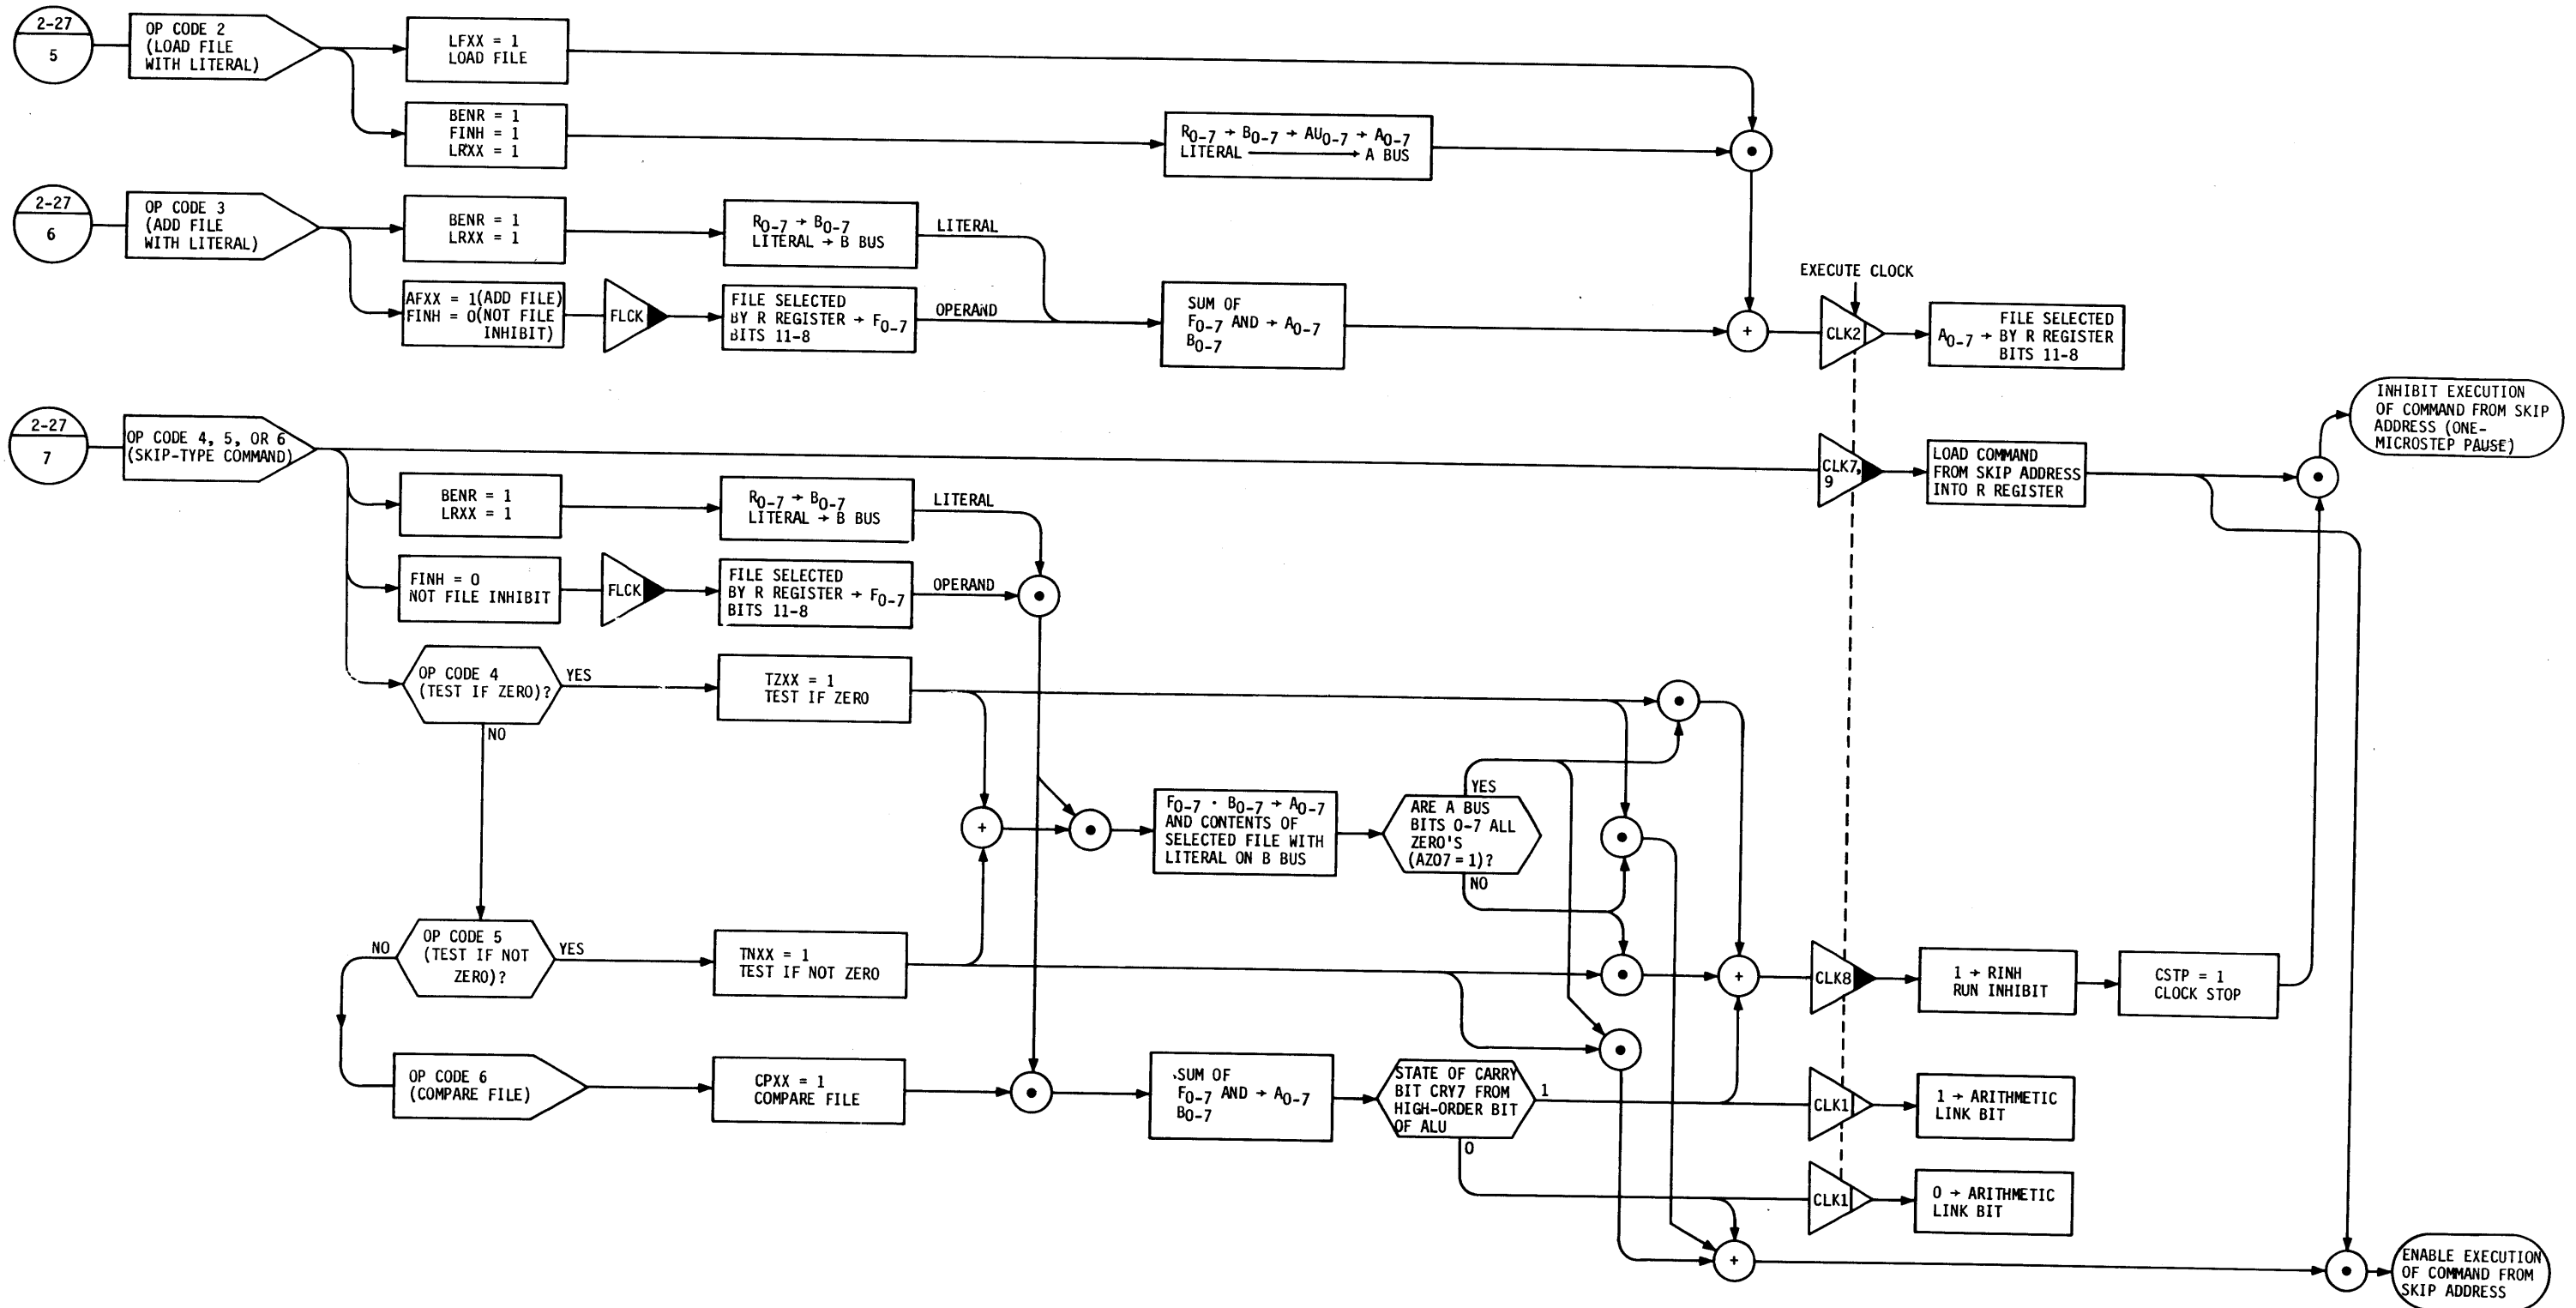 2-27
5
OP CODE 2
(LOAD FILE
WITH LITERAL)
LFXX = 1
LOAD FILE
BENR = 1
FINH = 1
LRXX = 1
R0-7 → B0-7 → AU0-7 → A0-7
LITERAL → A BUS
2-27
6
OP CODE 3
(ADD FILE
WITH LITERAL)
BENR = 1
LRXX = 1
R0-7 → B0-7
LITERAL → B BUS
LITERAL
AFXX = 1(ADD FILE)
FINH = 0(NOT FILE
INHIBIT)
FLCK
FILE SELECTED
BY R REGISTER → F0-7
BITS 11-8
OPERAND
SUM OF
F0-7 AND → A0-7
B0-7
+
EXECUTE CLOCK
CLK2
FILE SELECTED
A0-7 → BY R REGISTER
BITS 11-8
2-27
7
OP CODE 4, 5, OR 6
(SKIP-TYPE COMMAND)
CLK7,
9
LOAD COMMAND
FROM SKIP ADDRESS
INTO R REGISTER
INHIBIT EXECUTION
OF COMMAND FROM SKIP
ADDRESS (ONE-
MICROSTEP PAUSE)
BENR = 1
LRXX = 1
R0-7 → B0-7
LITERAL → B BUS
LITERAL
FINH = 0
NOT FILE INHIBIT
FLCK
FILE SELECTED
BY R REGISTER → F0-7
BITS 11-8
OPERAND
OP CODE 4
(TEST IF ZERO)?
YES
NO
TZXX = 1
TEST IF ZERO
+
F0-7 · B0-7 → A0-7
AND CONTENTS OF
SELECTED FILE WITH
LITERAL ON B BUS
YES
ARE A BUS
BITS 0-7 ALL
ZERO'S
(AZ07=1)?
NO
NO
OP CODE 5
(TEST IF NOT
ZERO)?
YES
TNXX = 1
TEST IF NOT ZERO
+
CLK8
1 → RINH
RUN INHIBIT
CSTP = 1
CLOCK STOP
OP CODE 6
(COMPARE FILE)
CPXX = 1
COMPARE FILE
SUM OF
F0-7 AND → A0-7
B0-7
STATE OF CARRY
BIT CRY7 FROM
HIGH-ORDER BIT
OF ALU
1
0
CLK1
1 → ARITHMETIC
LINK BIT
CLK1
0 → ARITHMETIC
LINK BIT
+
ENABLE EXECUTION
OF COMMAND FROM
SKIP ADDRESS